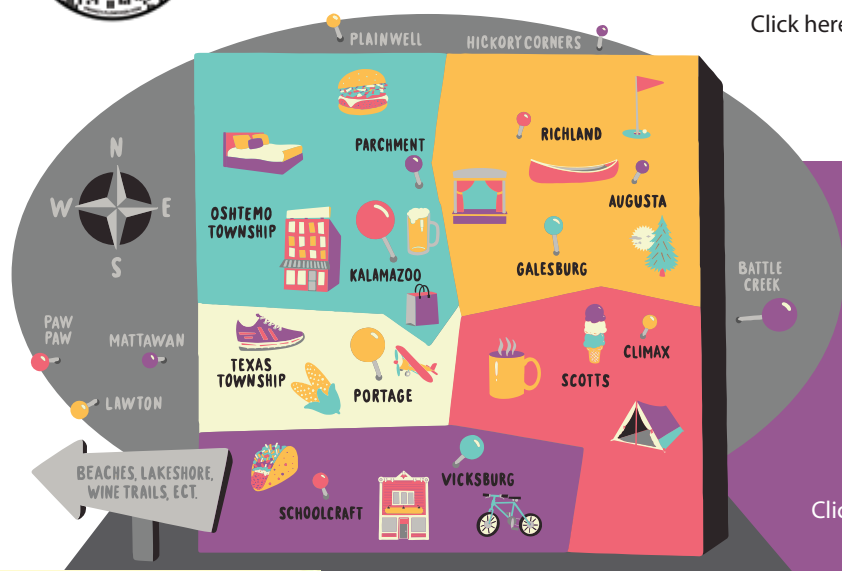 Click here
PLAINWELL
HICKORY CORNERS
N
W
E
S
PARCHMENT
RICHLAND
AUGUSTA
OSHTEMO
TOWNSHIP
KALAMAZOO
GALESBURG
BATTLE
CREEK
PAW
PAW
MATTAWAN
LAWTON
TEXAS
TOWNSHIP
PORTAGE
CLIMAX
SCOTTS
BEACHES, LAKESHORE,
WINE TRAILS, ECT.
SCHOOLCRAFT
VICKSBURG
Clic